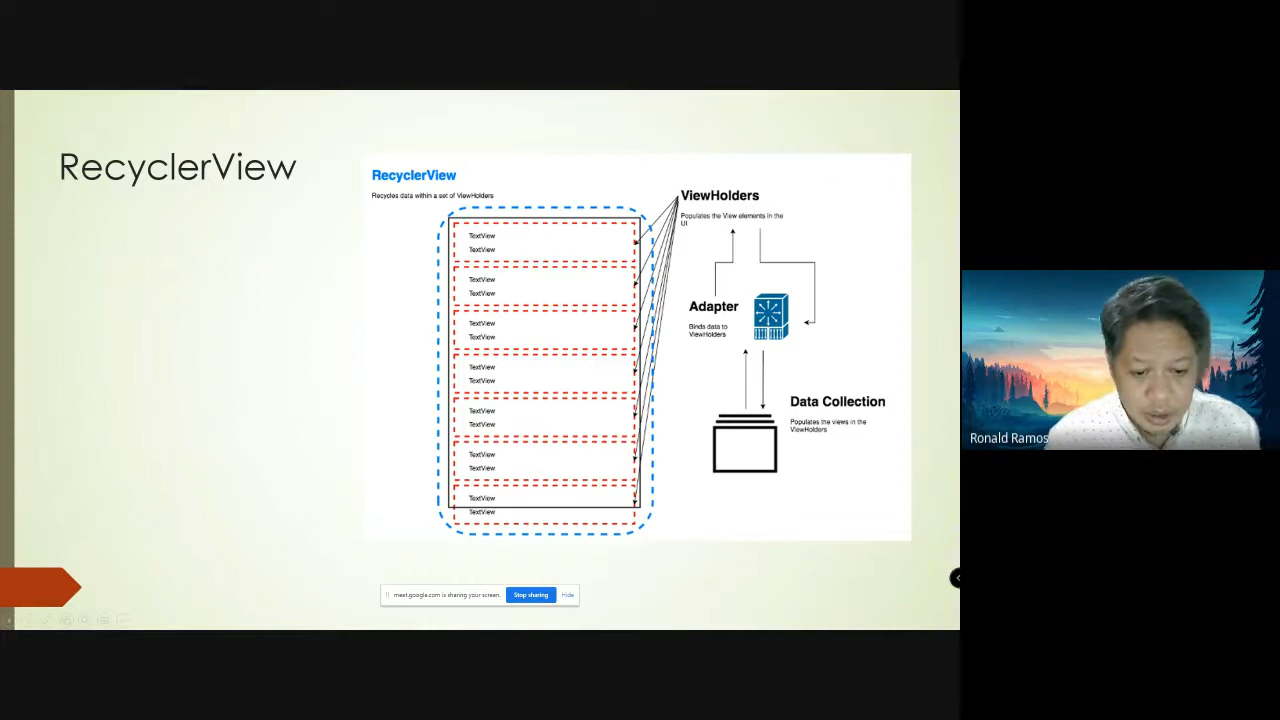 RecyclerView
RecyclerView
Recycles data within a set of ViewHolders
TextView
TextView
TextView
TextView
TextView
TextView
TextView
TextView
TextView
TextView
TextView
TextView
TextView
TextView
ViewHolders
Populates the View elements in the
UI
Adapter
Binds data to
ViewHolders
Data Collection
Populates the views in the
ViewHolders
meet.google.com is sharing your screen.
Stop sharing
Hide
Ronald Ramos